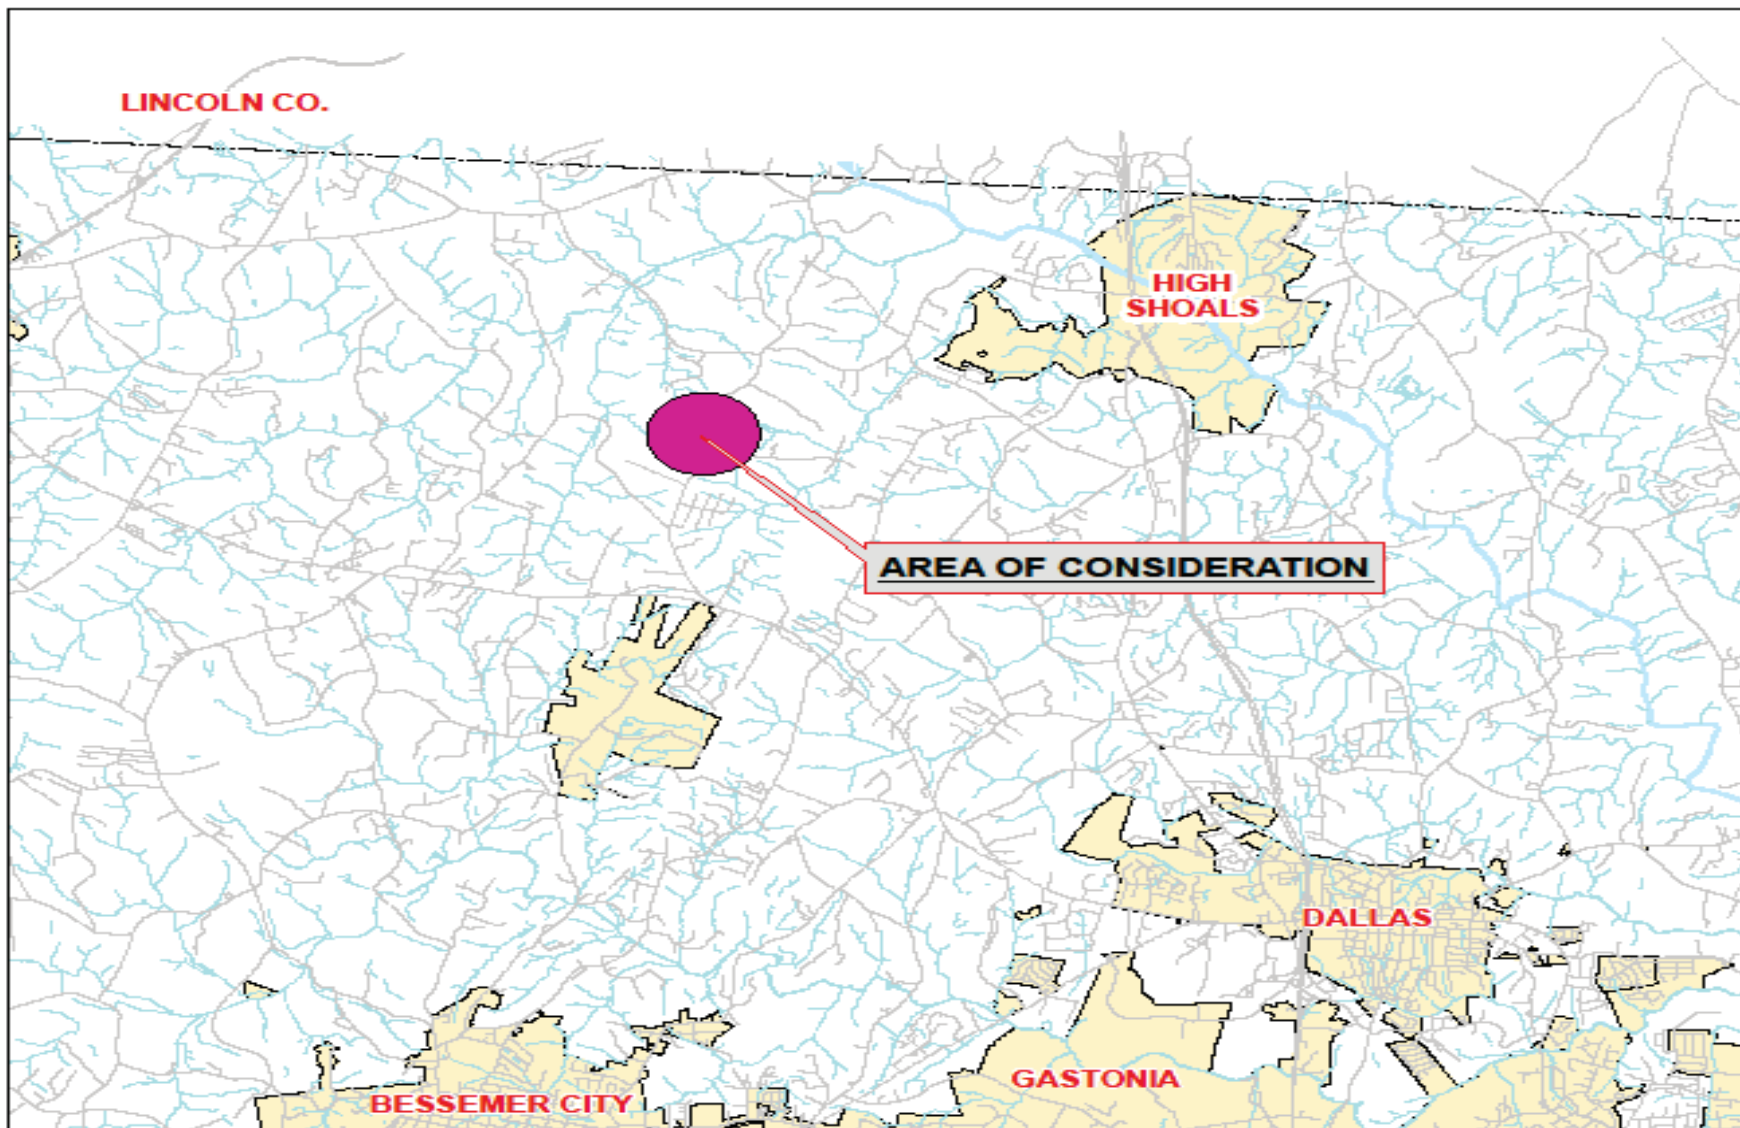 LINCOLN CO.
HIGH
SHOALS
AREA OF CONSIDERATION
DALLAS
GASTONIA
BESSEMER CITY